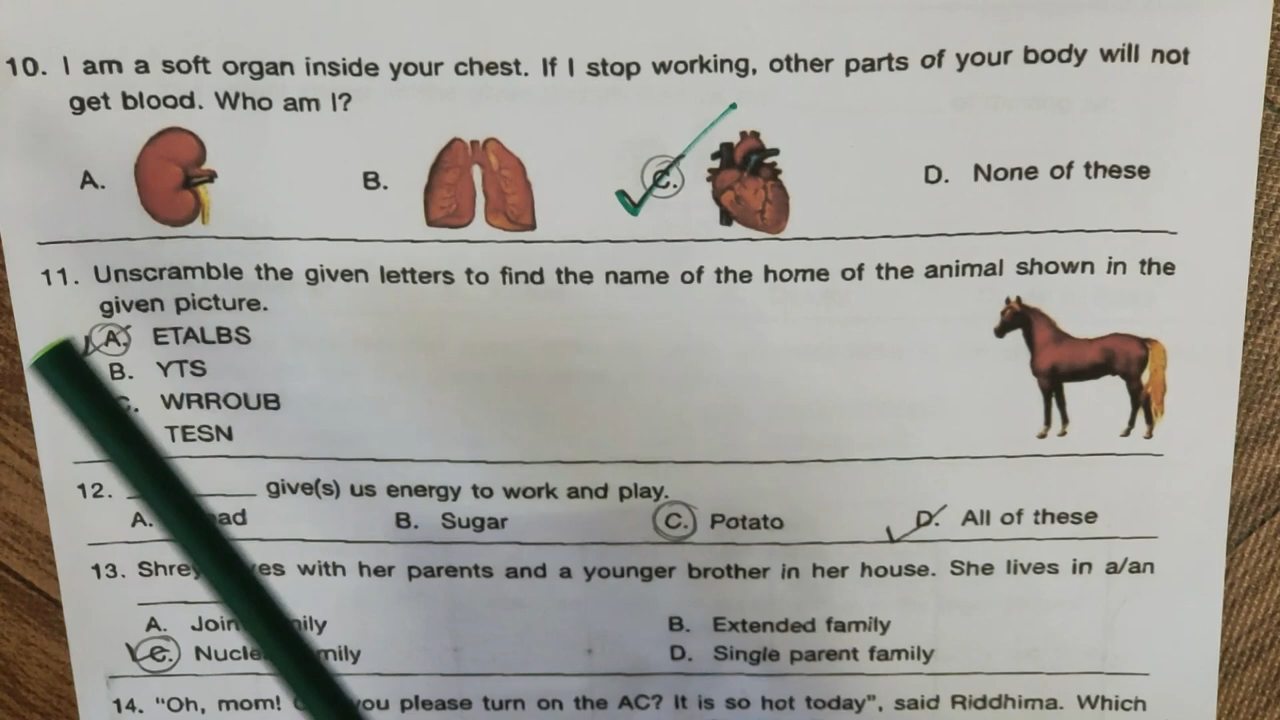 10. I am a soft organ inside your chest. If I stop working, other parts of your body will not
get blood. Who am I?
A. B. C. D. None of these
11. Unscramble the given letters to find the name of the home of the animal shown in the
given picture.
A. ETALBS
B. YTS
C. WRROUB
TESN
12. ________ give(s) us energy to work and play.
A. B. Sugar C. Potato D. All of these
13. with her parents and a younger brother in her house. She lives in a/an
________
A. B. Extended family
C. D. Single parent family
14. "Oh, mom! you please turn on the AC? It is so hot today", said Riddhima. Which